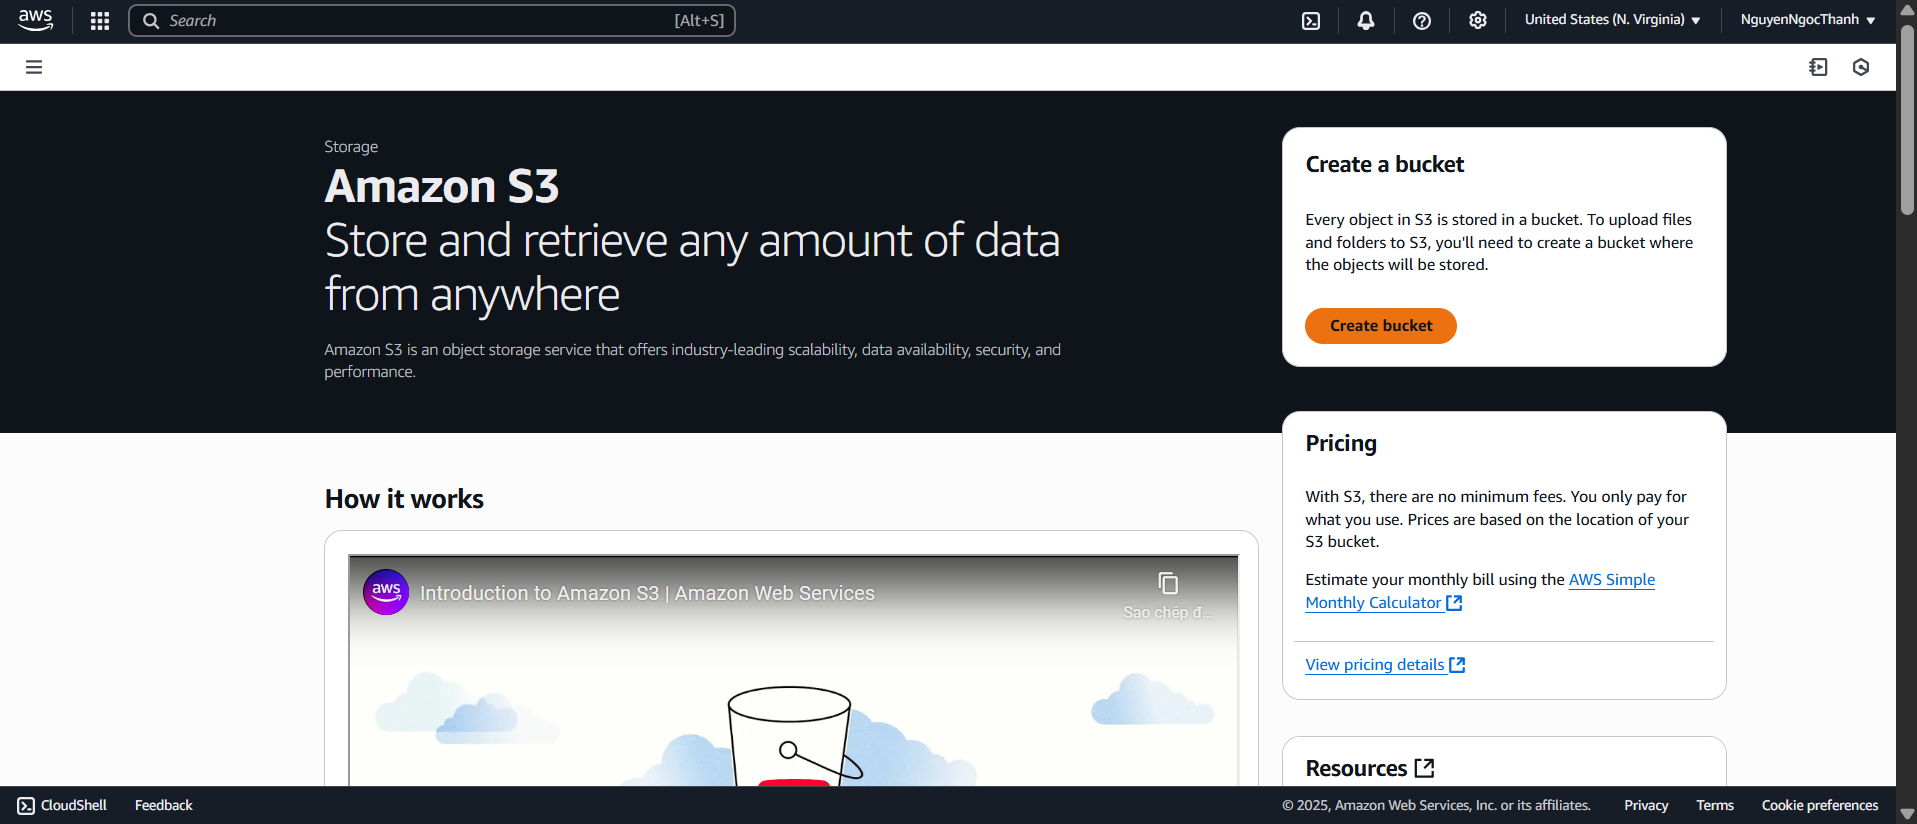 aws
Search
[Alt+S]
United States (N. Virginia)
NguyenNgocThanh
Storage
Amazon S3
Store and retrieve any amount of data
from anywhere
Amazon S3 is an object storage service that offers industry-leading scalability, data availability, security, and
performance.
Create a bucket
Every object in S3 is stored in a bucket. To upload files
and folders to S3, you'll need to create a bucket where
the objects will be stored.
Create bucket
Pricing
With S3, there are no minimum fees. You only pay for
what you use. Prices are based on the location of your
S3 bucket.
Estimate your monthly bill using the AWS Simple
Monthly Calculator
View pricing details
How it works
aws
Introduction to Amazon S3 | Amazon Web Services
Sao chép đ...
Resources
CloudShell
Feedback
© 2025, Amazon Web Services, Inc. or its affiliates.
Privacy
Terms
Cookie preferences